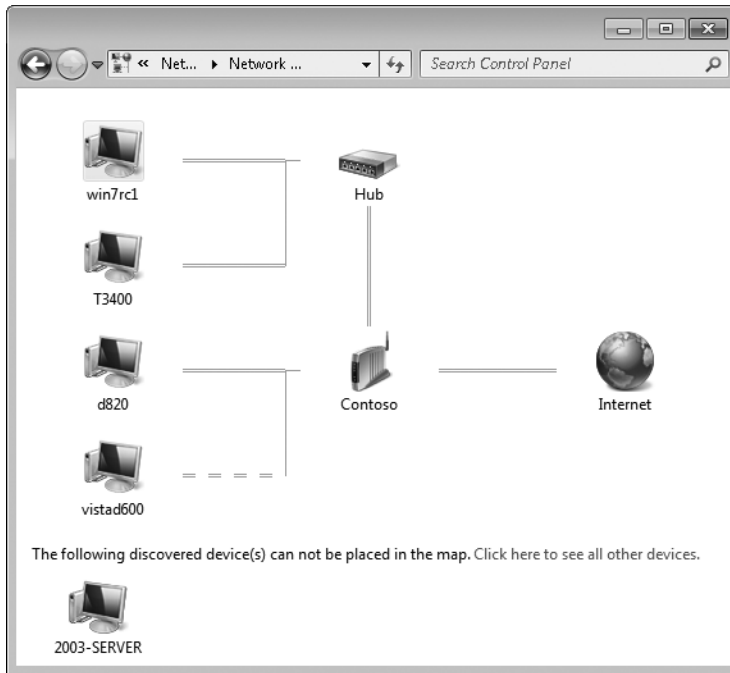 « Net... ▸ Network ...
Search Control Panel
win7rc1
Hub
T3400
d820
Contoso
Internet
vistad600
The following discovered device(s) can not be placed in the map. Click here to see all other devices.
2003-SERVER